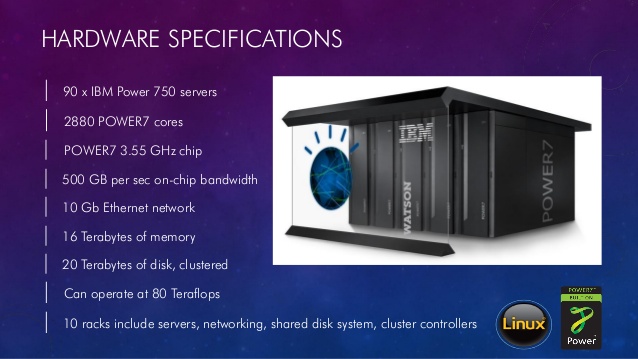 HARDWARE SPECIFICATIONS
90 x IBM Power 750 servers
2880 POWER7 cores
POWER7 3.55 GHz chip
500 GB per sec on-chip bandwidth
10 Gb Ethernet network
16 Terabytes of memory
20 Terabytes of disk, clustered
Can operate at 80 Teraflops
10 racks include servers, networking, shared disk system, cluster controllers
IBM
WATSON
POWER7
Linux
POWER7
BUILT ON
Power